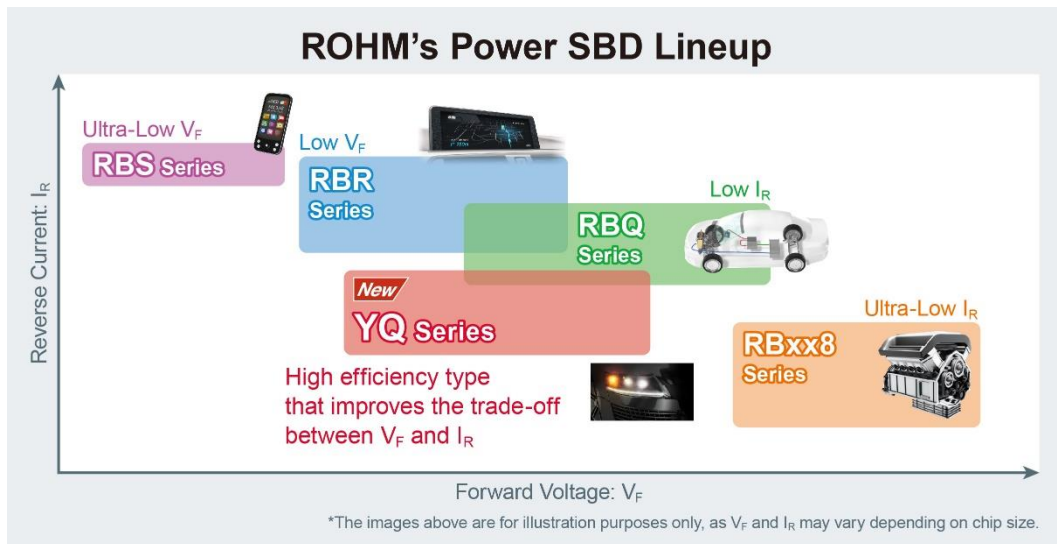 ROHM's Power SBD Lineup
Reverse Current: IR
Ultra-Low VF
RBS Series
Low VF
RBR
Series
Low IR
RBQ
Series
New
YQ Series
High efficiency type
that improves the trade-off
between VF and IR
Ultra-Low IR
RBxx8
Series
Forward Voltage: VF
*The images above are for illustration purposes only, as VF and IR may vary depending on chip size.